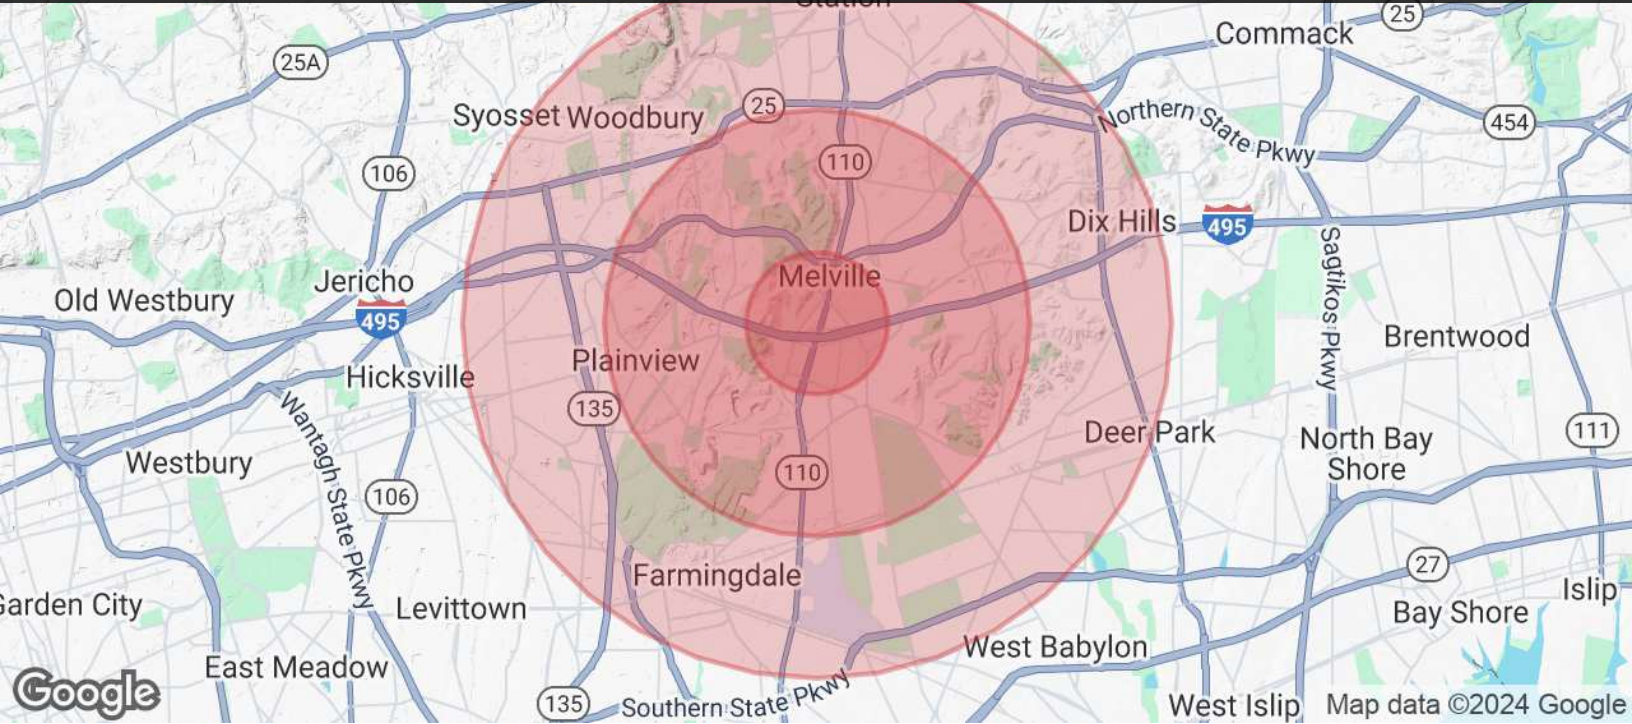 Station
25
Commack
25A
Syosset
Woodbury
25
Northern State Pkwy
454
110
106
Dix Hills
495
Melville
Jericho
Old Westbury
495
Sagtikos Pkwy
Brentwood
Plainview
Hicksville
135
Wantagh State Pkwy
Deer Park
North Bay
Shore
111
Westbury
110
106
27
Farmingdale
Garden City
Levittown
Islip
Bay Shore
West Babylon
East Meadow
Google
135
Southern State Pkwy
West Islip
Map data ©2024 Google